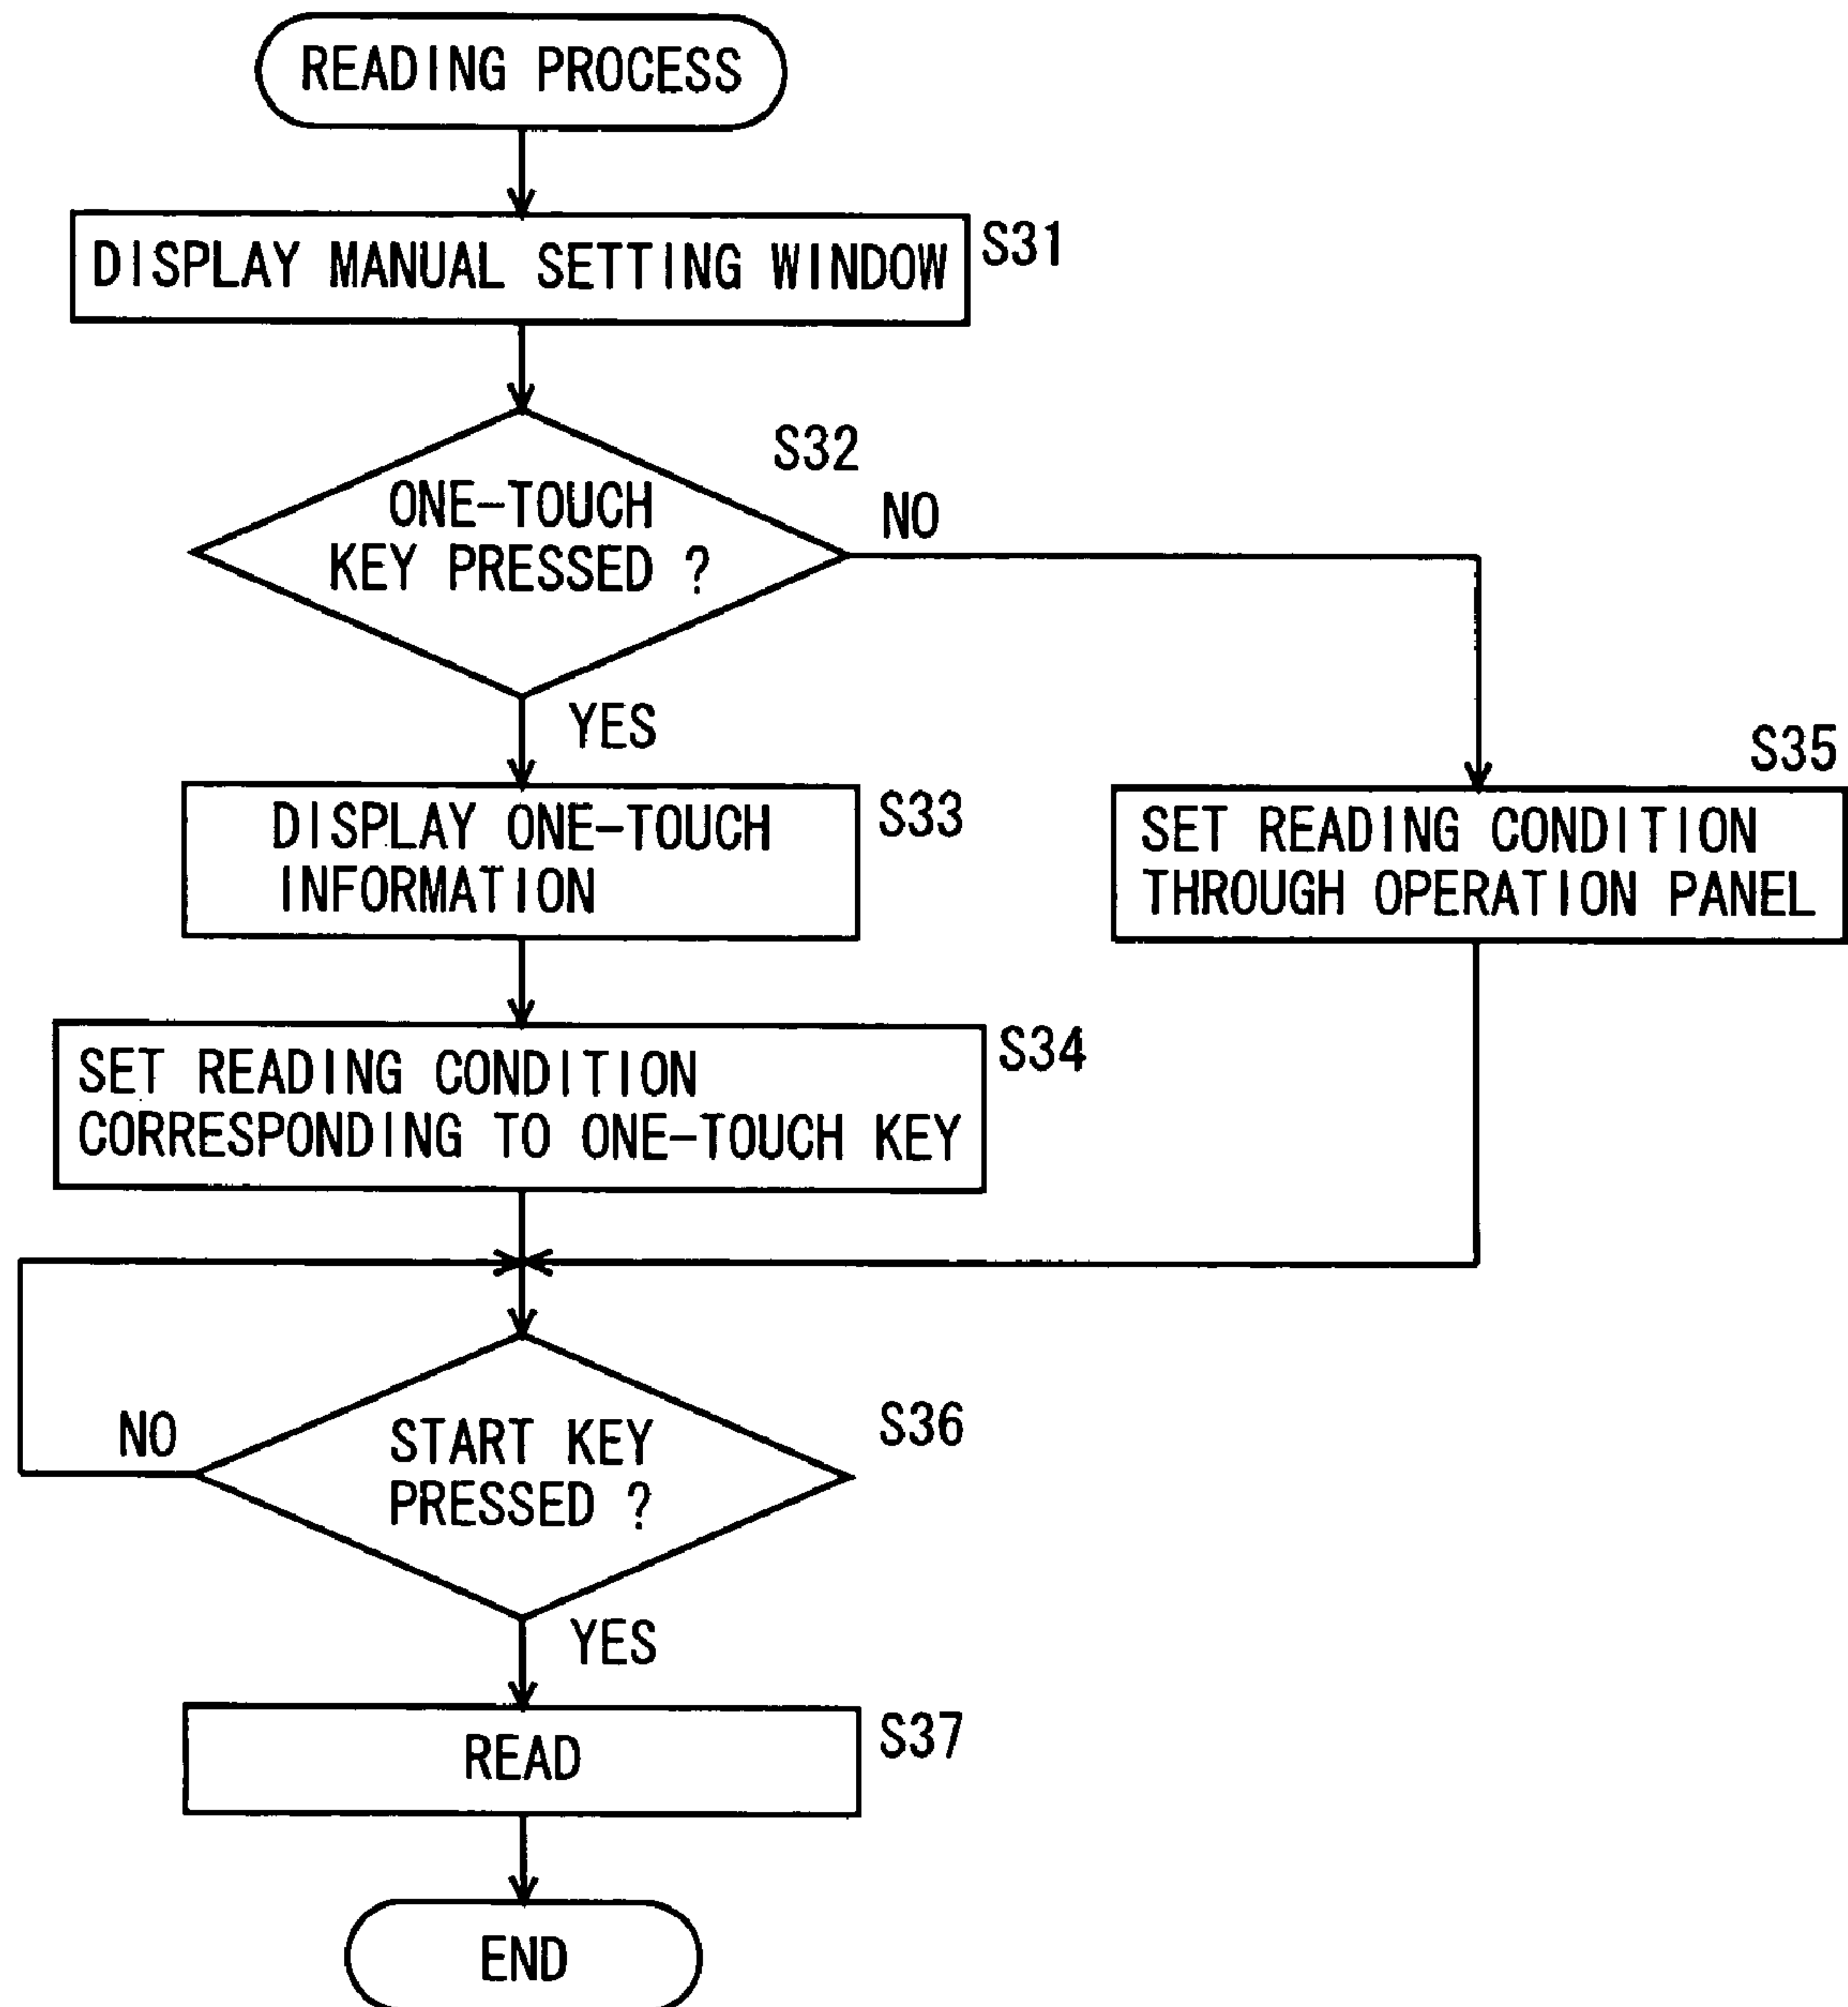 READING PROCESS
DISPLAY MANUAL SETTING WINDOW
S31
S32
ONE-TOUCH
KEY PRESSED ?
NO
YES
DISPLAY ONE-TOUCH
INFORMATION
S33
S35
SET READING CONDITION
THROUGH OPERATION PANEL
SET READING CONDITION
CORRESPONDING TO ONE-TOUCH KEY
S34
NO
START KEY
PRESSED ?
S36
YES
READ
S37
END